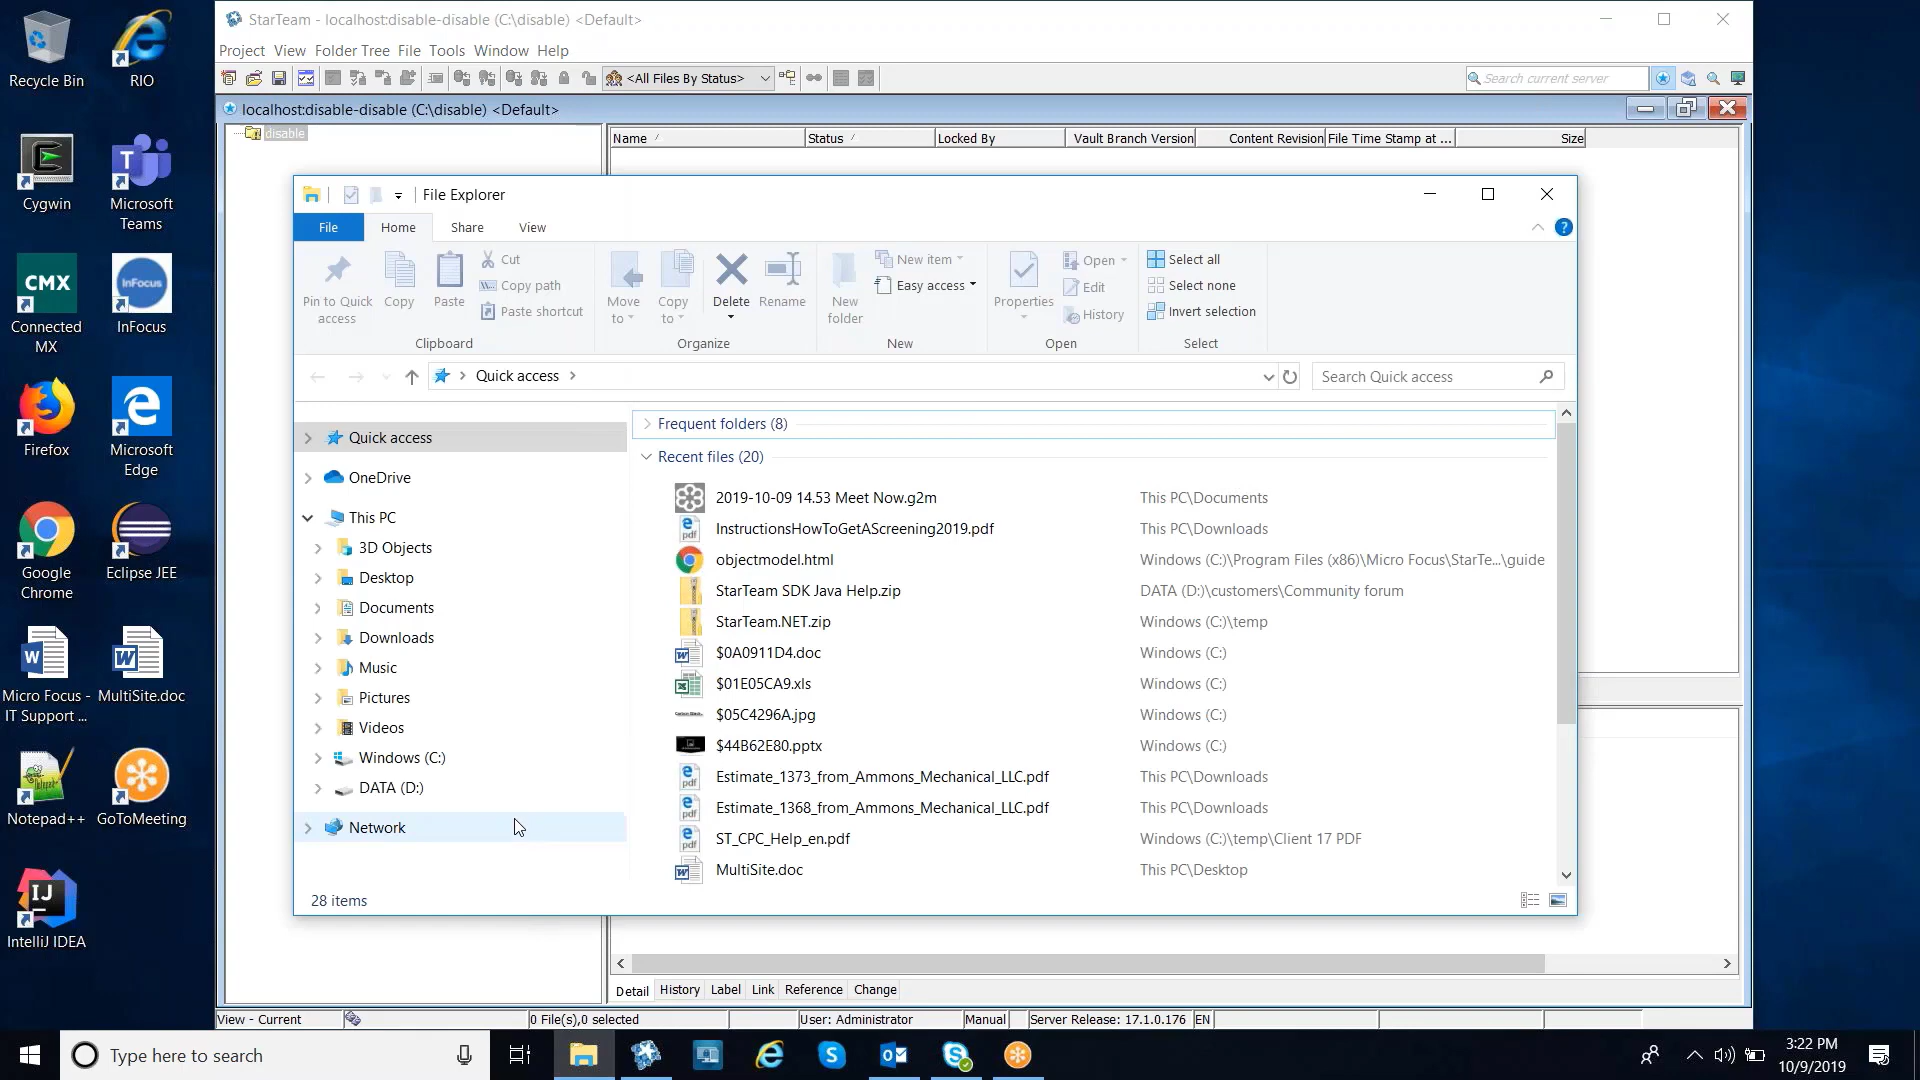 Recycle Bin
RIO
Cygwin
Microsoft
Teams
CMX
Connected
MX
InFocus
InFocus
Firefox
Microsoft
Edge
Google
Chrome
Eclipse JEE
Micro Focus -
IT Support ...
MultiSite.doc
Notepad++
GoToMeeting
IntelliJ IDEA
StarTeam - localhost:disable-disable (C:\disable) <Default>
Project View Folder Tree File Tools Window Help
<All Files By Status>
Search current server
localhost:disable-disable (C:\disable) <Default>
disable
Name Status Locked By Vault Branch Version Content Revision File Time Stamp at ... Size
File Explorer
File Home Share View
Pin to Quick
access
Copy
Paste
Cut
Copy path
Paste shortcut
Clipboard
Move
to
Copy
to
Delete
Rename
Organize
New
folder
New item
Easy access
New
Properties
Open
Edit
History
Open
Select all
Select none
Invert selection
Select
Quick access
Search Quick access
Quick access
OneDrive
This PC
3D Objects
Desktop
Documents
Downloads
Music
Pictures
Videos
Windows (C:)
DATA (D:)
Network
Frequent folders (8)
Recent files (20)
2019-10-09 14.53 Meet Now.g2m This PC\Documents
InstructionsHowToGetAScreening2019.pdf This PC\Downloads
objectmodel.html Windows (C:)\Program Files (x86)\Micro Focus\StarTe...\guide
StarTeam SDK Java Help.zip DATA (D:)\customers\Community forum
StarTeam.NET.zip Windows (C:)\temp
$0A0911D4.doc Windows (C:)
$01E05CA9.xls Windows (C:)
$05C4296A.jpg Windows (C:)
$44B62E80.pptx Windows (C:)
Estimate_1373_from_Ammons_Mechanical_LLC.pdf This PC\Downloads
Estimate_1368_from_Ammons_Mechanical_LLC.pdf This PC\Downloads
ST_CPC_Help_en.pdf Windows (C:)\temp\Client 17 PDF
MultiSite.doc This PC\Desktop
28 items
Detail History Label Link Reference Change
View - Current 0 File(s),0 selected User: Administrator Manual Server Release: 17.1.0.176 EN
Type here to search
3:22 PM
10/9/2019